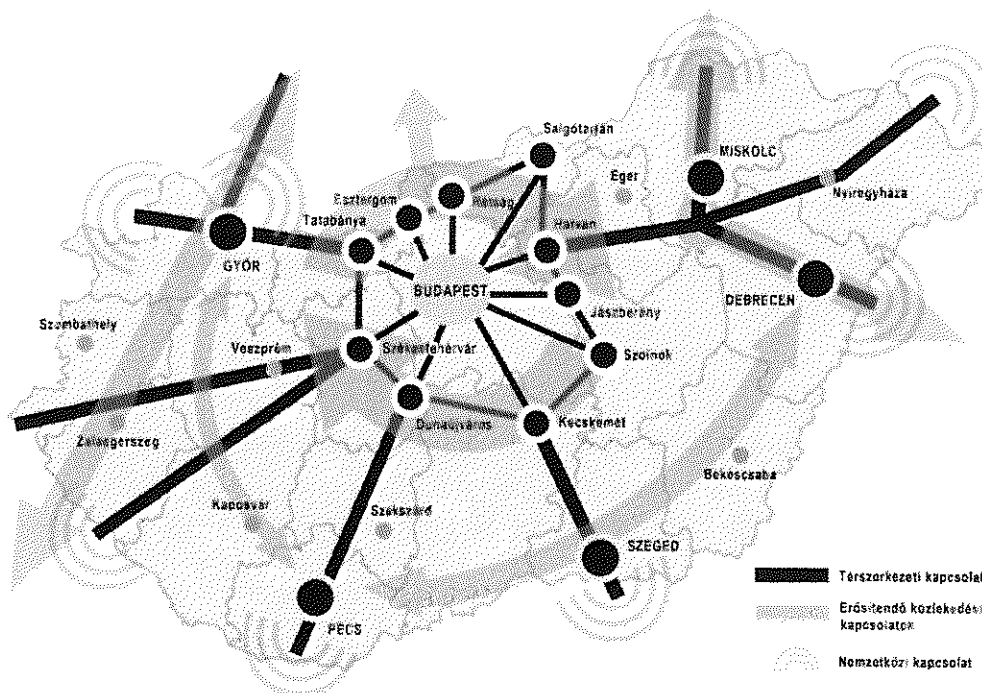 Salgótarján
MISKOLC
Eger
Nyíregyháza
Esztergom
Rétság
Tatabánya
Hatvan
GYŐR
BUDAPEST
DEBRECEN
Jászberény
Szombathely
Veszprém
Székesfehérvár
Szolnok
Dunaújváros
Kecskemét
Zalaegerszeg
Békéscsaba
Kaposvár
Szekszárd
SZEGED
PÉCS
Térszerkezeti kapcsolat
Erősítendő közlekedési
kapcsolatok
Nemzetközi kapcsolat